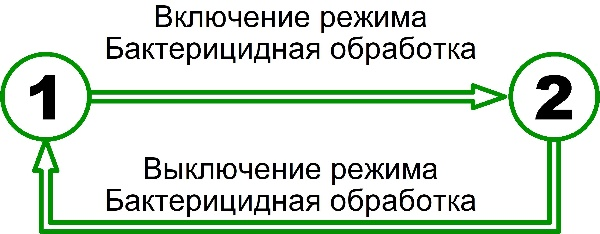 Включение режима
Бактерицидная обработка
1
2
Выключение режима
Бактерицидная обработка